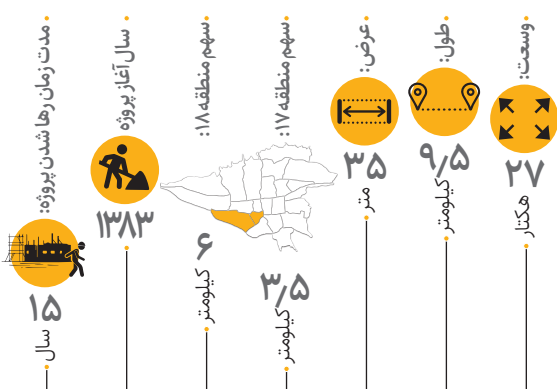 وسعت:
۲۷
هکتار
طول:
۹٫۵
کیلومتر
عرض:
۳۵
متر
سهم منطقه ۱۷:
۳٫۵
کیلومتر
سهم منطقه ۱۸:
۶
کیلومتر
سال آغاز پروژه
۱۳۸۳
مدت زمان رها شدن پروژه:
۱۵
سال